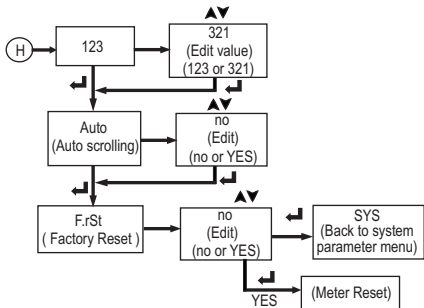 H
123
321
(Edit value)
(123 or 321)
Auto
(Auto scrolling)
no
(Edit)
(no or YES)
F.rSt
( Factory Reset )
no
(Edit)
(no or YES)
SYS
(Back to system
parameter menu)
YES
(Meter Reset)